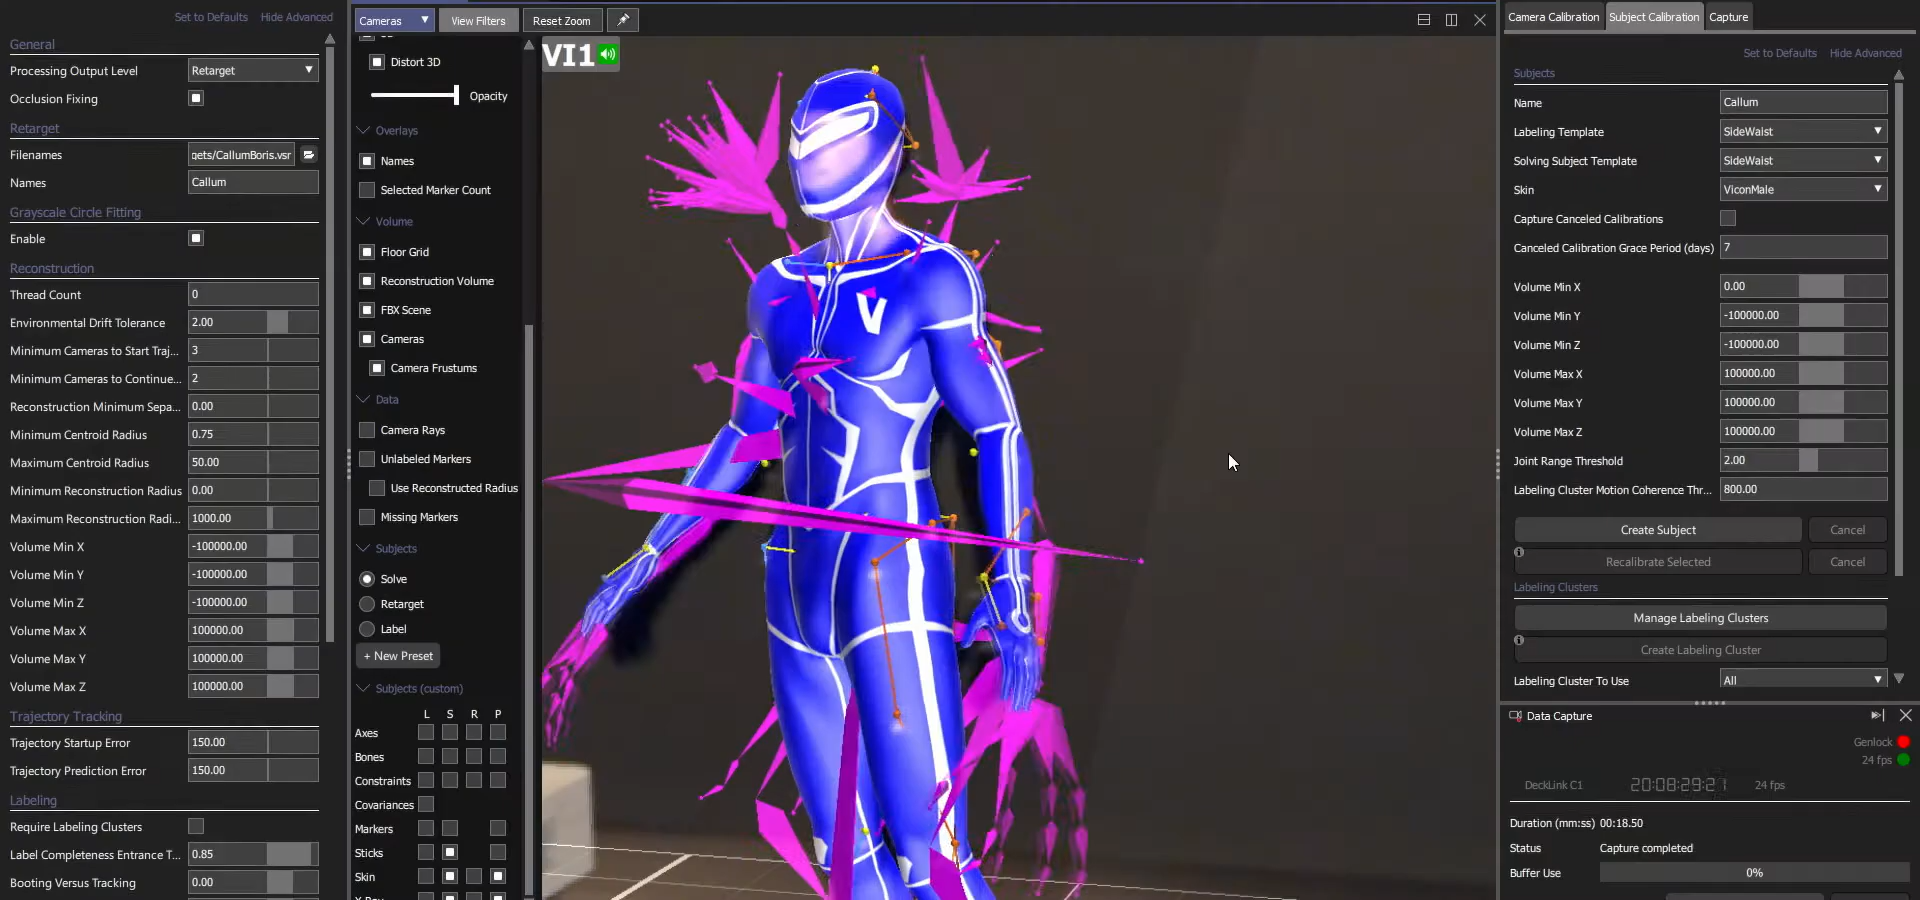 Set to Defaults Hide Advanced
General
Processing Output Level Retarget
Occlusion Fixing
Retarget
Filenames gets/CallumBoris.vsr
Names Callum
Grayscale Circle Fitting
Enable
Reconstruction
Thread Count 0
Environmental Drift Tolerance 2.00
Minimum Cameras to Start Traj... 3
Minimum Cameras to Continue... 2
Reconstruction Minimum Sepa... 0.00
Minimum Centroid Radius 0.75
Maximum Centroid Radius 50.00
Minimum Reconstruction Radius 0.00
Maximum Reconstruction Radi... 1000.00
Volume Min X -100000.00
Volume Min Y -100000.00
Volume Min Z -100000.00
Volume Max X 100000.00
Volume Max Y 100000.00
Volume Max Z 100000.00
Trajectory Tracking
Trajectory Startup Error 150.00
Trajectory Prediction Error 150.00
Labeling
Require Labeling Clusters
Label Completeness Entrance T... 0.85
Booting Versus Tracking 0.00
Cameras View Filters Reset Zoom
Distort 3D
Opacity
Overlays
Names
Selected Marker Count
Volume
Floor Grid
Reconstruction Volume
FBX Scene
Cameras
Camera Frustums
Data
Camera Rays
Unlabeled Markers
Use Reconstructed Radius
Missing Markers
Subjects
Solve
Retarget
Label
+ New Preset
Subjects (custom)
L S R P
Axes
Bones
Constraints
Covariances
Markers
Sticks
Skin
VI1
V
Camera Calibration Subject Calibration Capture
Set to Defaults Hide Advanced
Subjects
Name Callum
Labeling Template SideWaist
Solving Subject Template SideWaist
Skin ViconMale
Capture Canceled Calibrations
Canceled Calibration Grace Period (days) 7
Volume Min X 0.00
Volume Min Y -100000.00
Volume Min Z -100000.00
Volume Max X 100000.00
Volume Max Y 100000.00
Volume Max Z 100000.00
Joint Range Threshold 2.00
Labeling Cluster Motion Coherence Thr... 800.00
Create Subject Cancel
Recalibrate Selected Cancel
Labeling Clusters
Manage Labeling Clusters
Create Labeling Cluster
Labeling Cluster To Use All
Data Capture
Genlock
24 fps
DeckLink C1 20:08:29:21 24 fps
Duration (mm:ss) 00:18.50
Status Capture completed
Buffer Use 0%